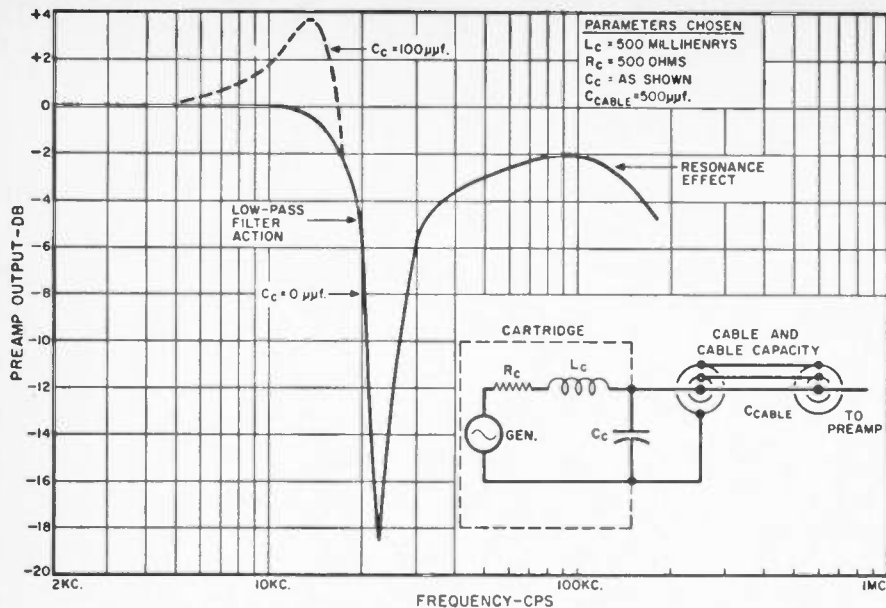 +4
+2
0
-2
-4
-6
-8
-10
-12
-14
-16
-18
-20
PREAMP OUTPUT-DB
2KC.
10KC.
100KC.
1MC.
FREQUENCY-CPS
Cc=100μμf.
PARAMETERS CHOSEN
Lc = 500 MILLIHENRYS
Rc = 500 OHMS
Cc = AS SHOWN
CCABLE = 500μμf.
RESONANCE
EFFECT
LOW-PASS
FILTER
ACTION
Cc = 0 μμf.
CARTRIDGE
Rc
Lc
GEN.
Cc
CABLE AND
CABLE CAPACITY
CCABLE
TO
PREAMP